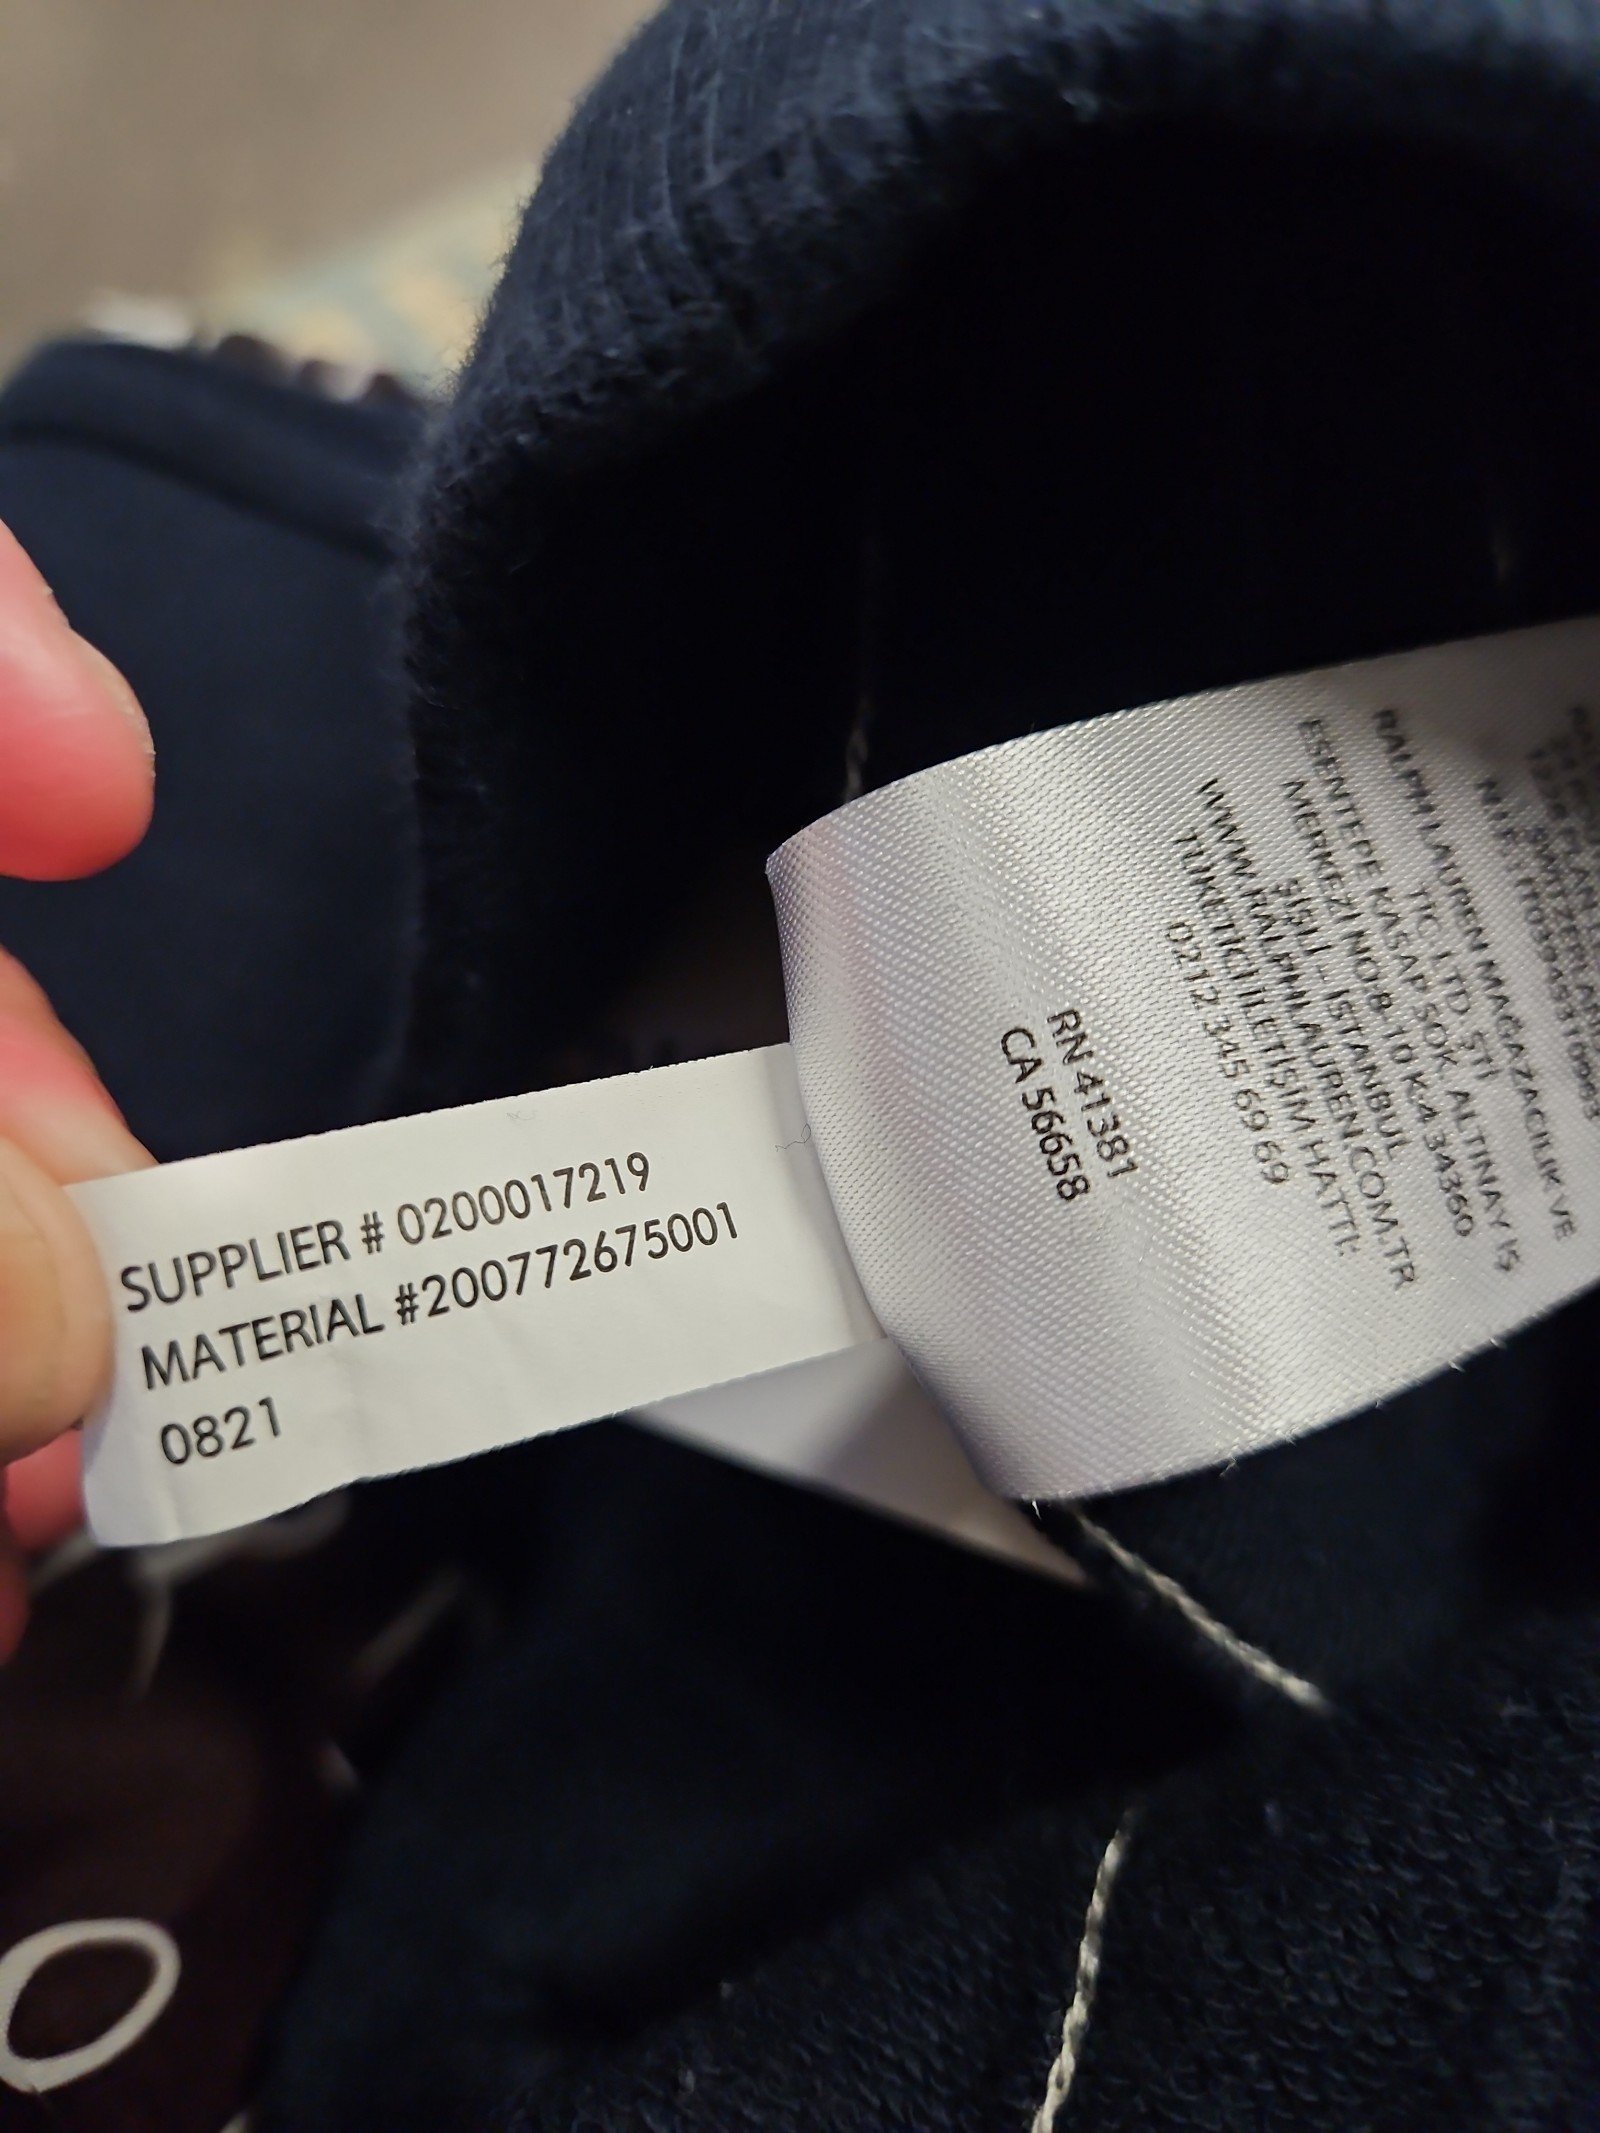 SUPPLIER # 0200017219
MATERIAL #200772675001
0821
RALPH LAUREN MAĞAZACILIK VE
TİC. LTD. ŞTİ
ESENTEPE KASAP SOK. ALTINAY İŞ
MERKEZİ NO 8-10 K:4 34360
ŞİŞLİ - İSTANBUL
WWW.RALPHLAUREN.COM.TR
TÜKETİCİ İLETİŞİM HATTI:
0212 345 69 69
RN 41381
CA 56658